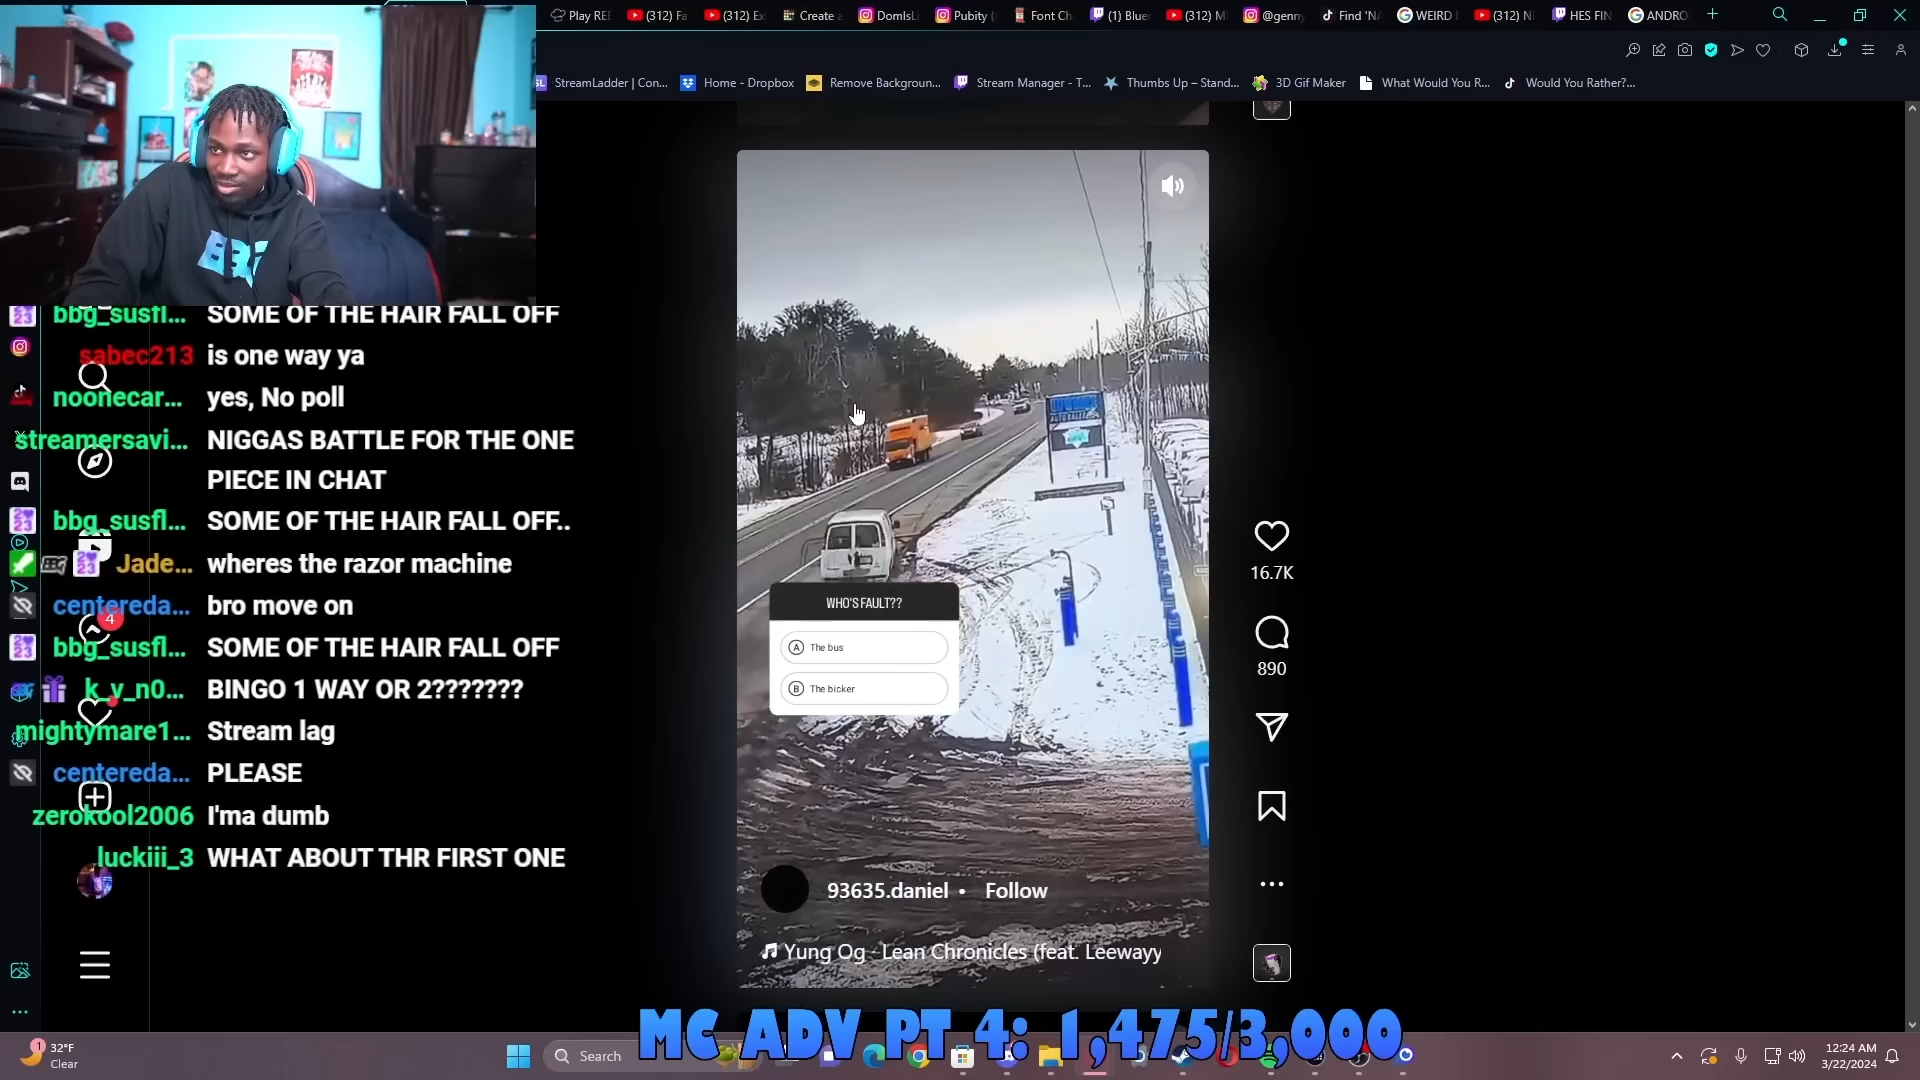 Play REE
(312) Fa
(312) Ex
Create a
DomIsLi
Pubity (
Font Ch
(1) Blue
(312) M
@genny
Find 'NA
WEIRD
(312) Ni
HES FIN
ANDRO
StreamLadder | Con...
Home - Dropbox
Remove Backgroun...
Stream Manager - T...
Thumbs Up – Stand...
3D Gif Maker
What Would You R...
Would You Rather?...
bbg_susfl... SOME OF THE HAIR FALL OFF
sabec213 is one way ya
noonecar... yes, No poll
streamersavi... NIGGAS BATTLE FOR THE ONE
PIECE IN CHAT
bbg_susfl... SOME OF THE HAIR FALL OFF..
Jade... wheres the razor machine
centereda... bro move on
4
bbg_susfl... SOME OF THE HAIR FALL OFF
k_y_n0... BINGO 1 WAY OR 2???????
mightymare1... Stream lag
centereda... PLEASE
zerokool2006 I'ma dumb
luckiii_3 WHAT ABOUT THR FIRST ONE
WHO'S FAULT??
A The bus
B The bicker
16.7K
890
93635.daniel • Follow
Yung Og · Lean Chronicles (feat. Leewayy
MC ADV PT 4: 1,475/3,000
1
32°F
Clear
Search
12:24 AM
3/22/2024